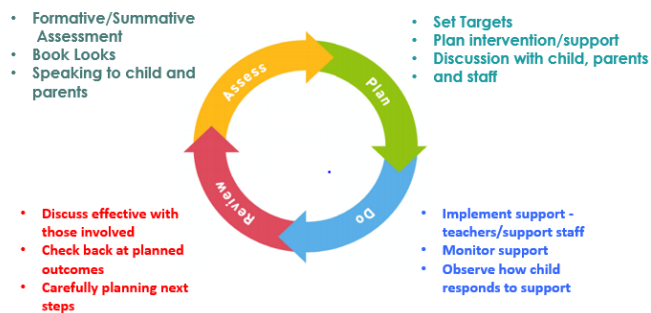 • Formative/Summative
Assessment
• Book Looks
• Speaking to child and
parents
• Set Targets
• Plan intervention/support
• Discussion with child, parents
• and staff
Assess
Plan
Review
Do
• Discuss effective with
those involved
• Check back at planned
outcomes
• Carefully planning next
steps
• Implement support -
teachers/support staff
• Monitor support
• Observe how child
responds to support